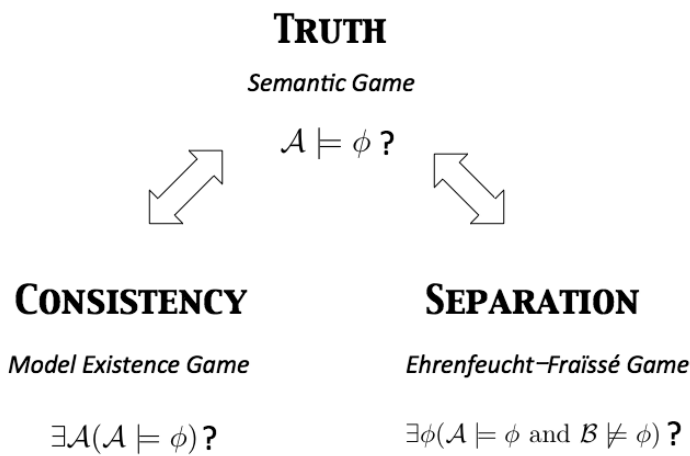 TRUTH
Semantic Game
𝒜 ⊨ ϕ ?
CONSISTENCY
Model Existence Game
∃𝒜(𝒜 ⊨ ϕ)?
SEPARATION
Ehrenfeucht–Fraïssé Game
∃ϕ(𝒜 ⊨ ϕ and ℬ ⊭ ϕ)?